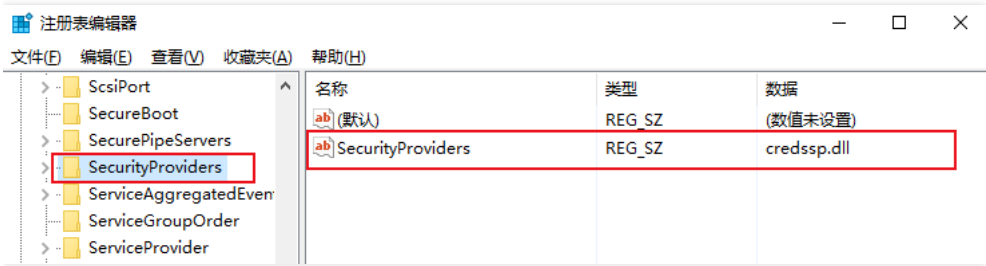 注册表编辑器
文件(F) 编辑(E) 查看(V) 收藏夹(A) 帮助(H)
ScsiPort
SecureBoot
SecurePipeServers
SecurityProviders
ServiceAggregatedEven
ServiceGroupOrder
ServiceProvider
名称 类型 数据
ab (默认) REG_SZ (数值未设置)
ab SecurityProviders REG_SZ credssp.dll